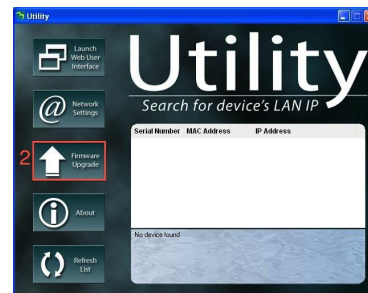 Utility
Launch
Web User
Interface
Utility
Search for device's LAN IP
Network
Settings
Serial Number MAC Address IP Address
2
Firmware
Upgrade
About
No device found
Refresh
List